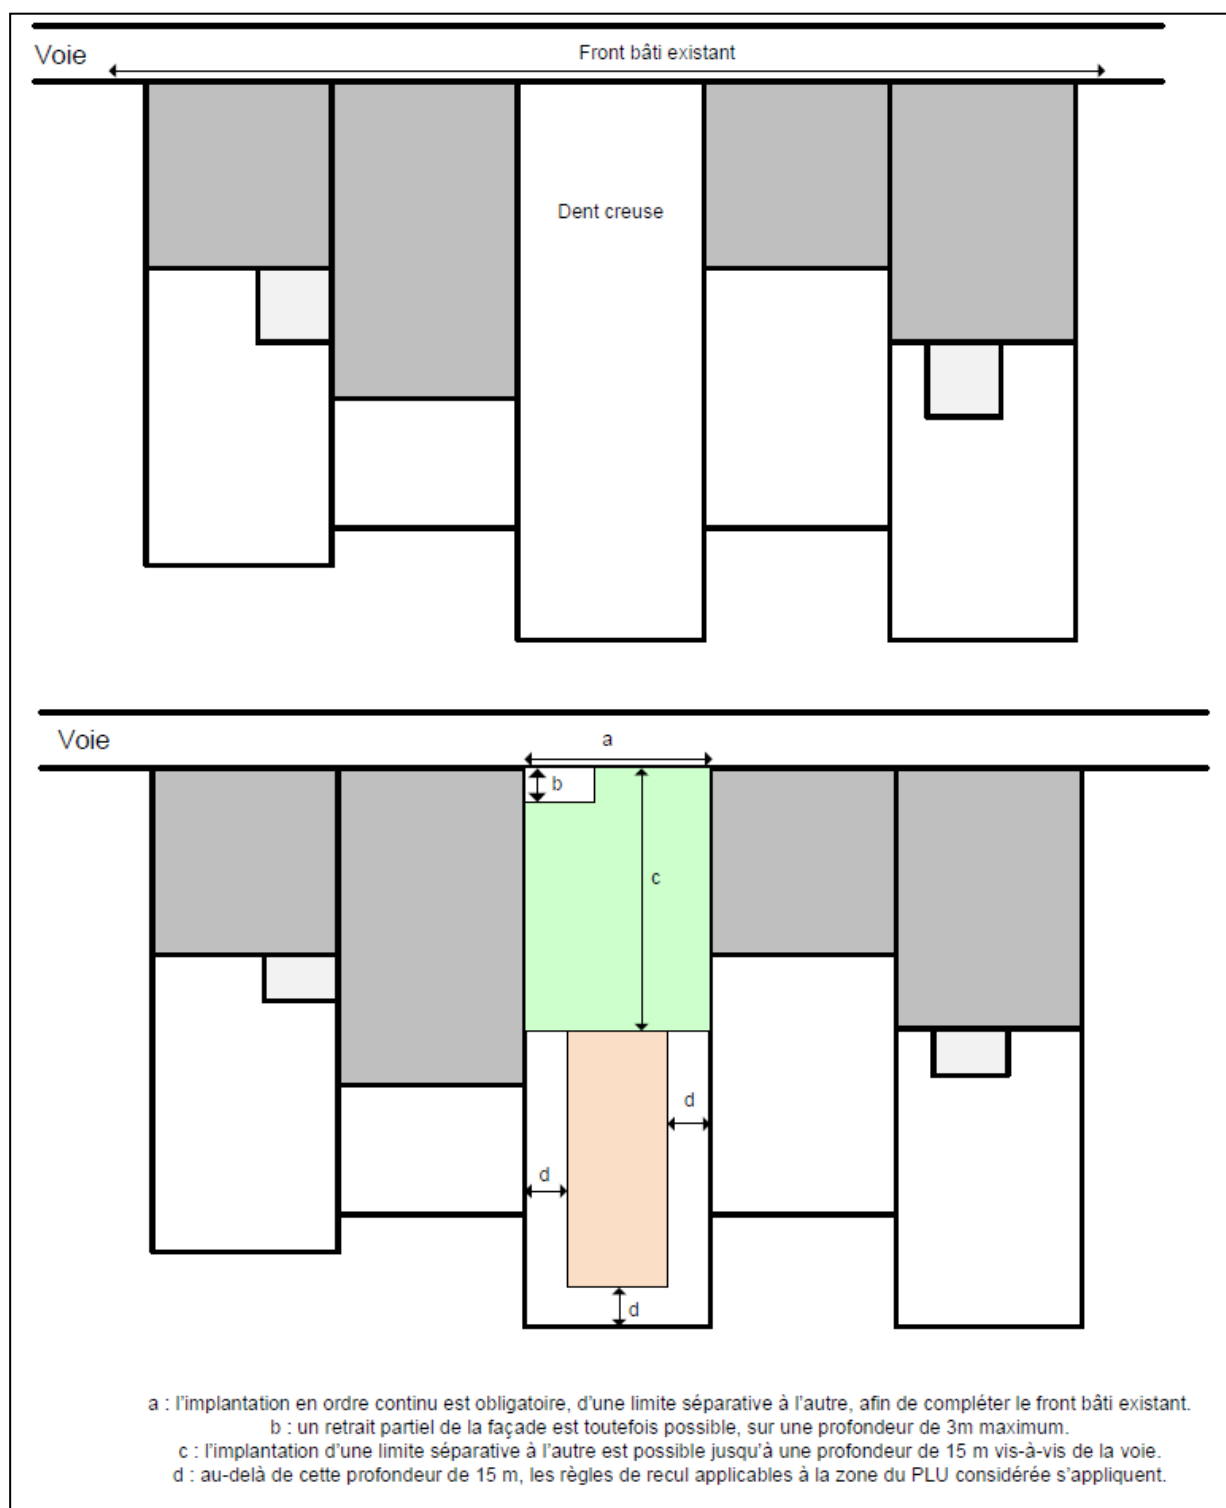 Voie
Front bâti existant
Dent creuse
Voie
a
b
c
d
d
d
a : l'implantation en ordre continu est obligatoire, d'une limite séparative à l'autre, afin de compléter le front bâti existant.
b : un retrait partiel de la façade est toutefois possible, sur une profondeur de 3m maximum.
c : l'implantation d'une limite séparative à l'autre est possible jusqu'à une profondeur de 15 m vis-à-vis de la voie.
d : au-delà de cette profondeur de 15 m, les règles de recul applicables à la zone du PLU considérée s'appliquent.